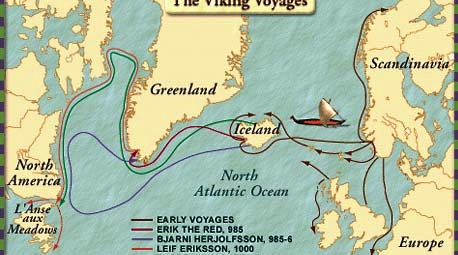 The Viking Voyages
Scandinavia
Greenland
Iceland
North
America
North
Atlantic Ocean
L'Anse
aux
Meadows
Europe
EARLY VOYAGES
ERIK THE RED, 985
BJARNI HERJOLFSSON, 985-6
LEIF ERIKSSON, 1000